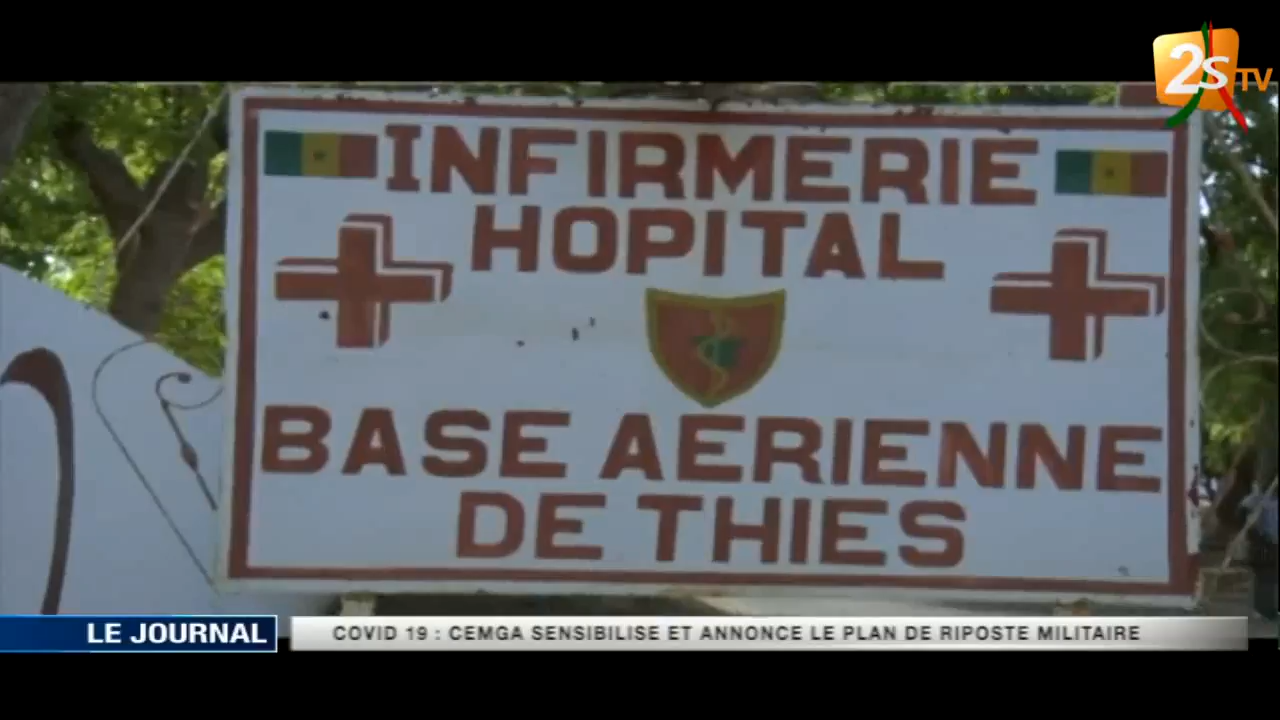 2s TV
INFIRMERIE
HOPITAL
BASE AERIENNE
DE THIES
LE JOURNAL
COVID 19 : CEMGA SENSIBILISE ET ANNONCE LE PLAN DE RIPOSTE MILITAIRE